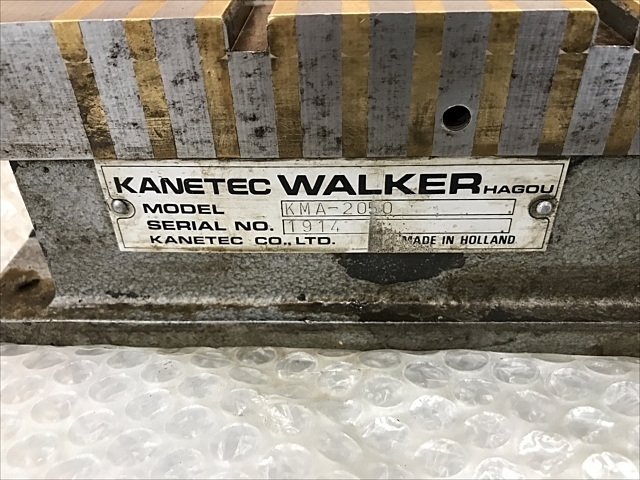 KANETEC WALKER HAGOU
MODEL KMA-2050
SERIAL NO. 1914
KANETEC CO., LTD. MADE IN HOLLAND